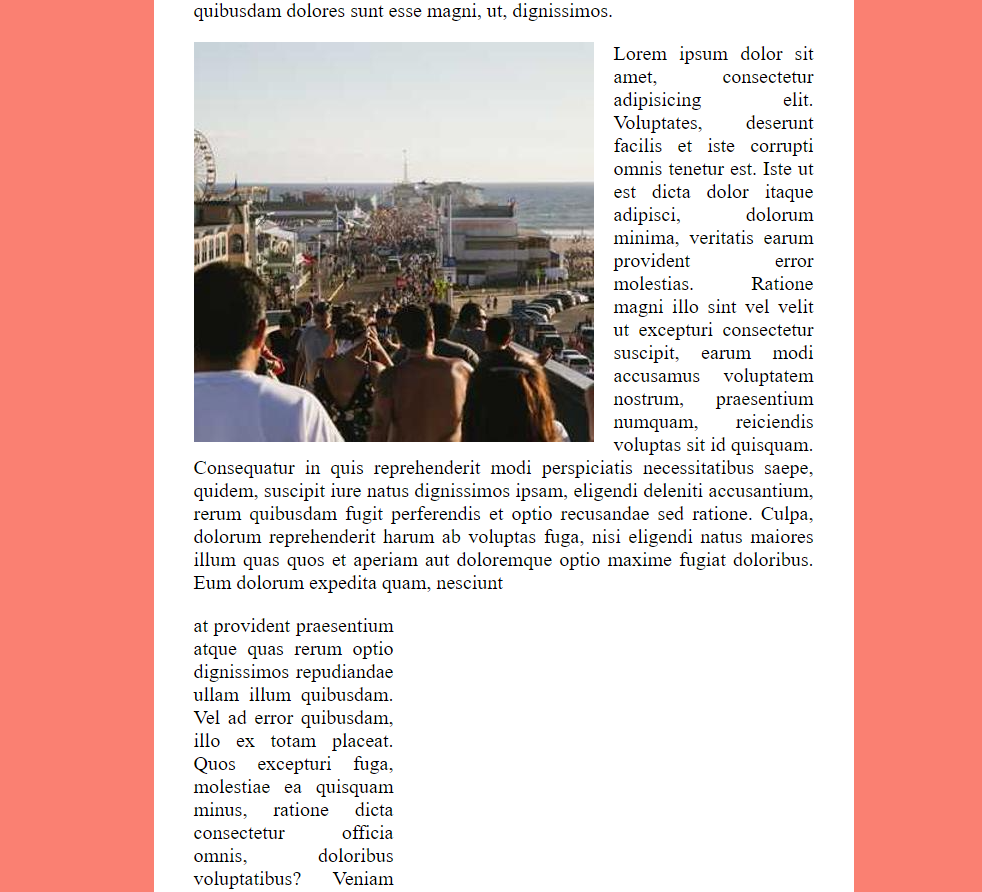 quibusdam dolores sunt esse magni, ut, dignissimos.
Lorem ipsum dolor sit
amet, consectetur
adipisicing elit.
Voluptates, deserunt
facilis et iste corrupti
omnis tenetur est. Iste ut
est dicta dolor itaque
adipisci, dolorum
minima, veritatis earum
provident error
molestias. Ratione
magni illo sint vel velit
ut excepturi consectetur
suscipit, earum modi
accusamus voluptatem
nostrum, praesentium
numquam, reiciendis
voluptas sit id quisquam.
Consequatur in quis reprehenderit modi perspiciatis necessitatibus saepe,
quidem, suscipit iure natus dignissimos ipsam, eligendi deleniti accusantium,
rerum quibusdam fugit perferendis et optio recusandae sed ratione. Culpa,
dolorum reprehenderit harum ab voluptas fuga, nisi eligendi natus maiores
illum quas quos et aperiam aut doloremque optio maxime fugiat doloribus.
Eum dolorum expedita quam, nesciunt
at provident praesentium
atque quas rerum optio
dignissimos repudiandae
ullam illum quibusdam.
Vel ad error quibusdam,
illo ex totam placeat.
Quos excepturi fuga,
molestiae ea quisquam
minus, ratione dicta
consectetur officia
omnis, doloribus
voluptatibus? Veniam